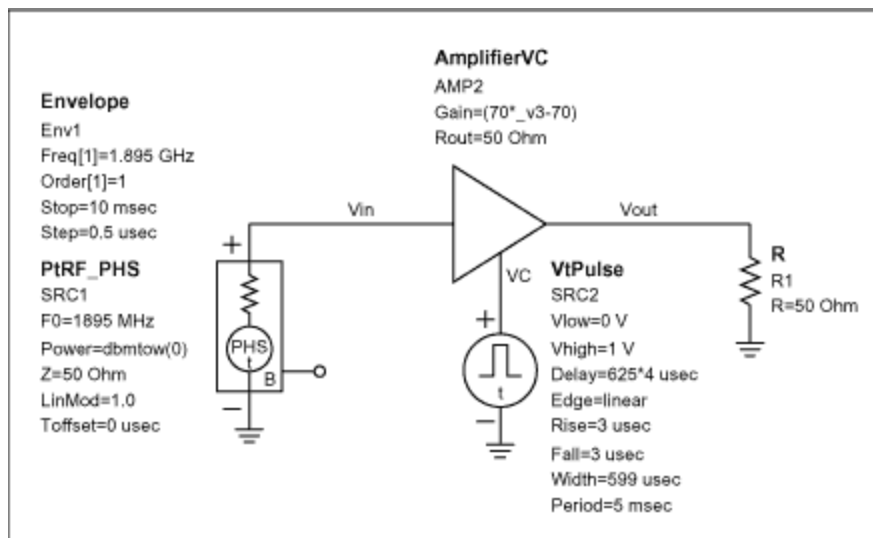 AmplifierVC
AMP2
Gain=(70*_v3-70)
Rout=50 Ohm
Envelope
Env1
Freq[1]=1.895 GHz
Order[1]=1
Stop=10 msec
Step=0.5 usec
Vin
Vout
+
PtRF_PHS
SRC1
F0=1895 MHz
Power=dbmtow(0)
Z=50 Ohm
LinMod=1.0
Toffset=0 usec
PHS
t
B
−
VC
+
t
−
VtPulse
SRC2
Vlow=0 V
Vhigh=1 V
Delay=625*4 usec
Edge=linear
Rise=3 usec
Fall=3 usec
Width=599 usec
Period=5 msec
R
R1
R=50 Ohm